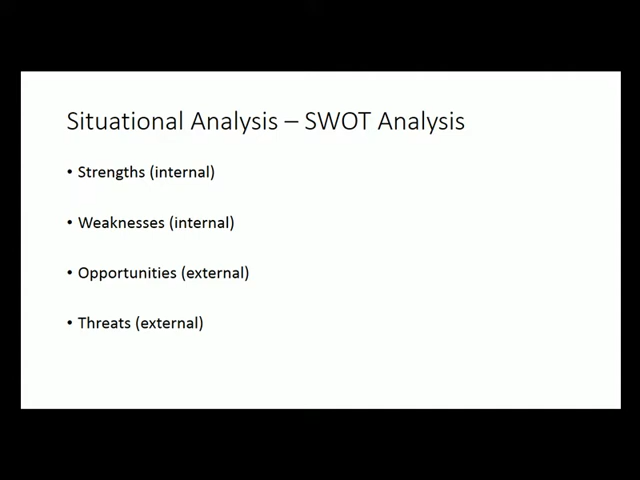 Situational Analysis – SWOT Analysis
• Strengths (internal)
• Weaknesses (internal)
• Opportunities (external)
• Threats (external)